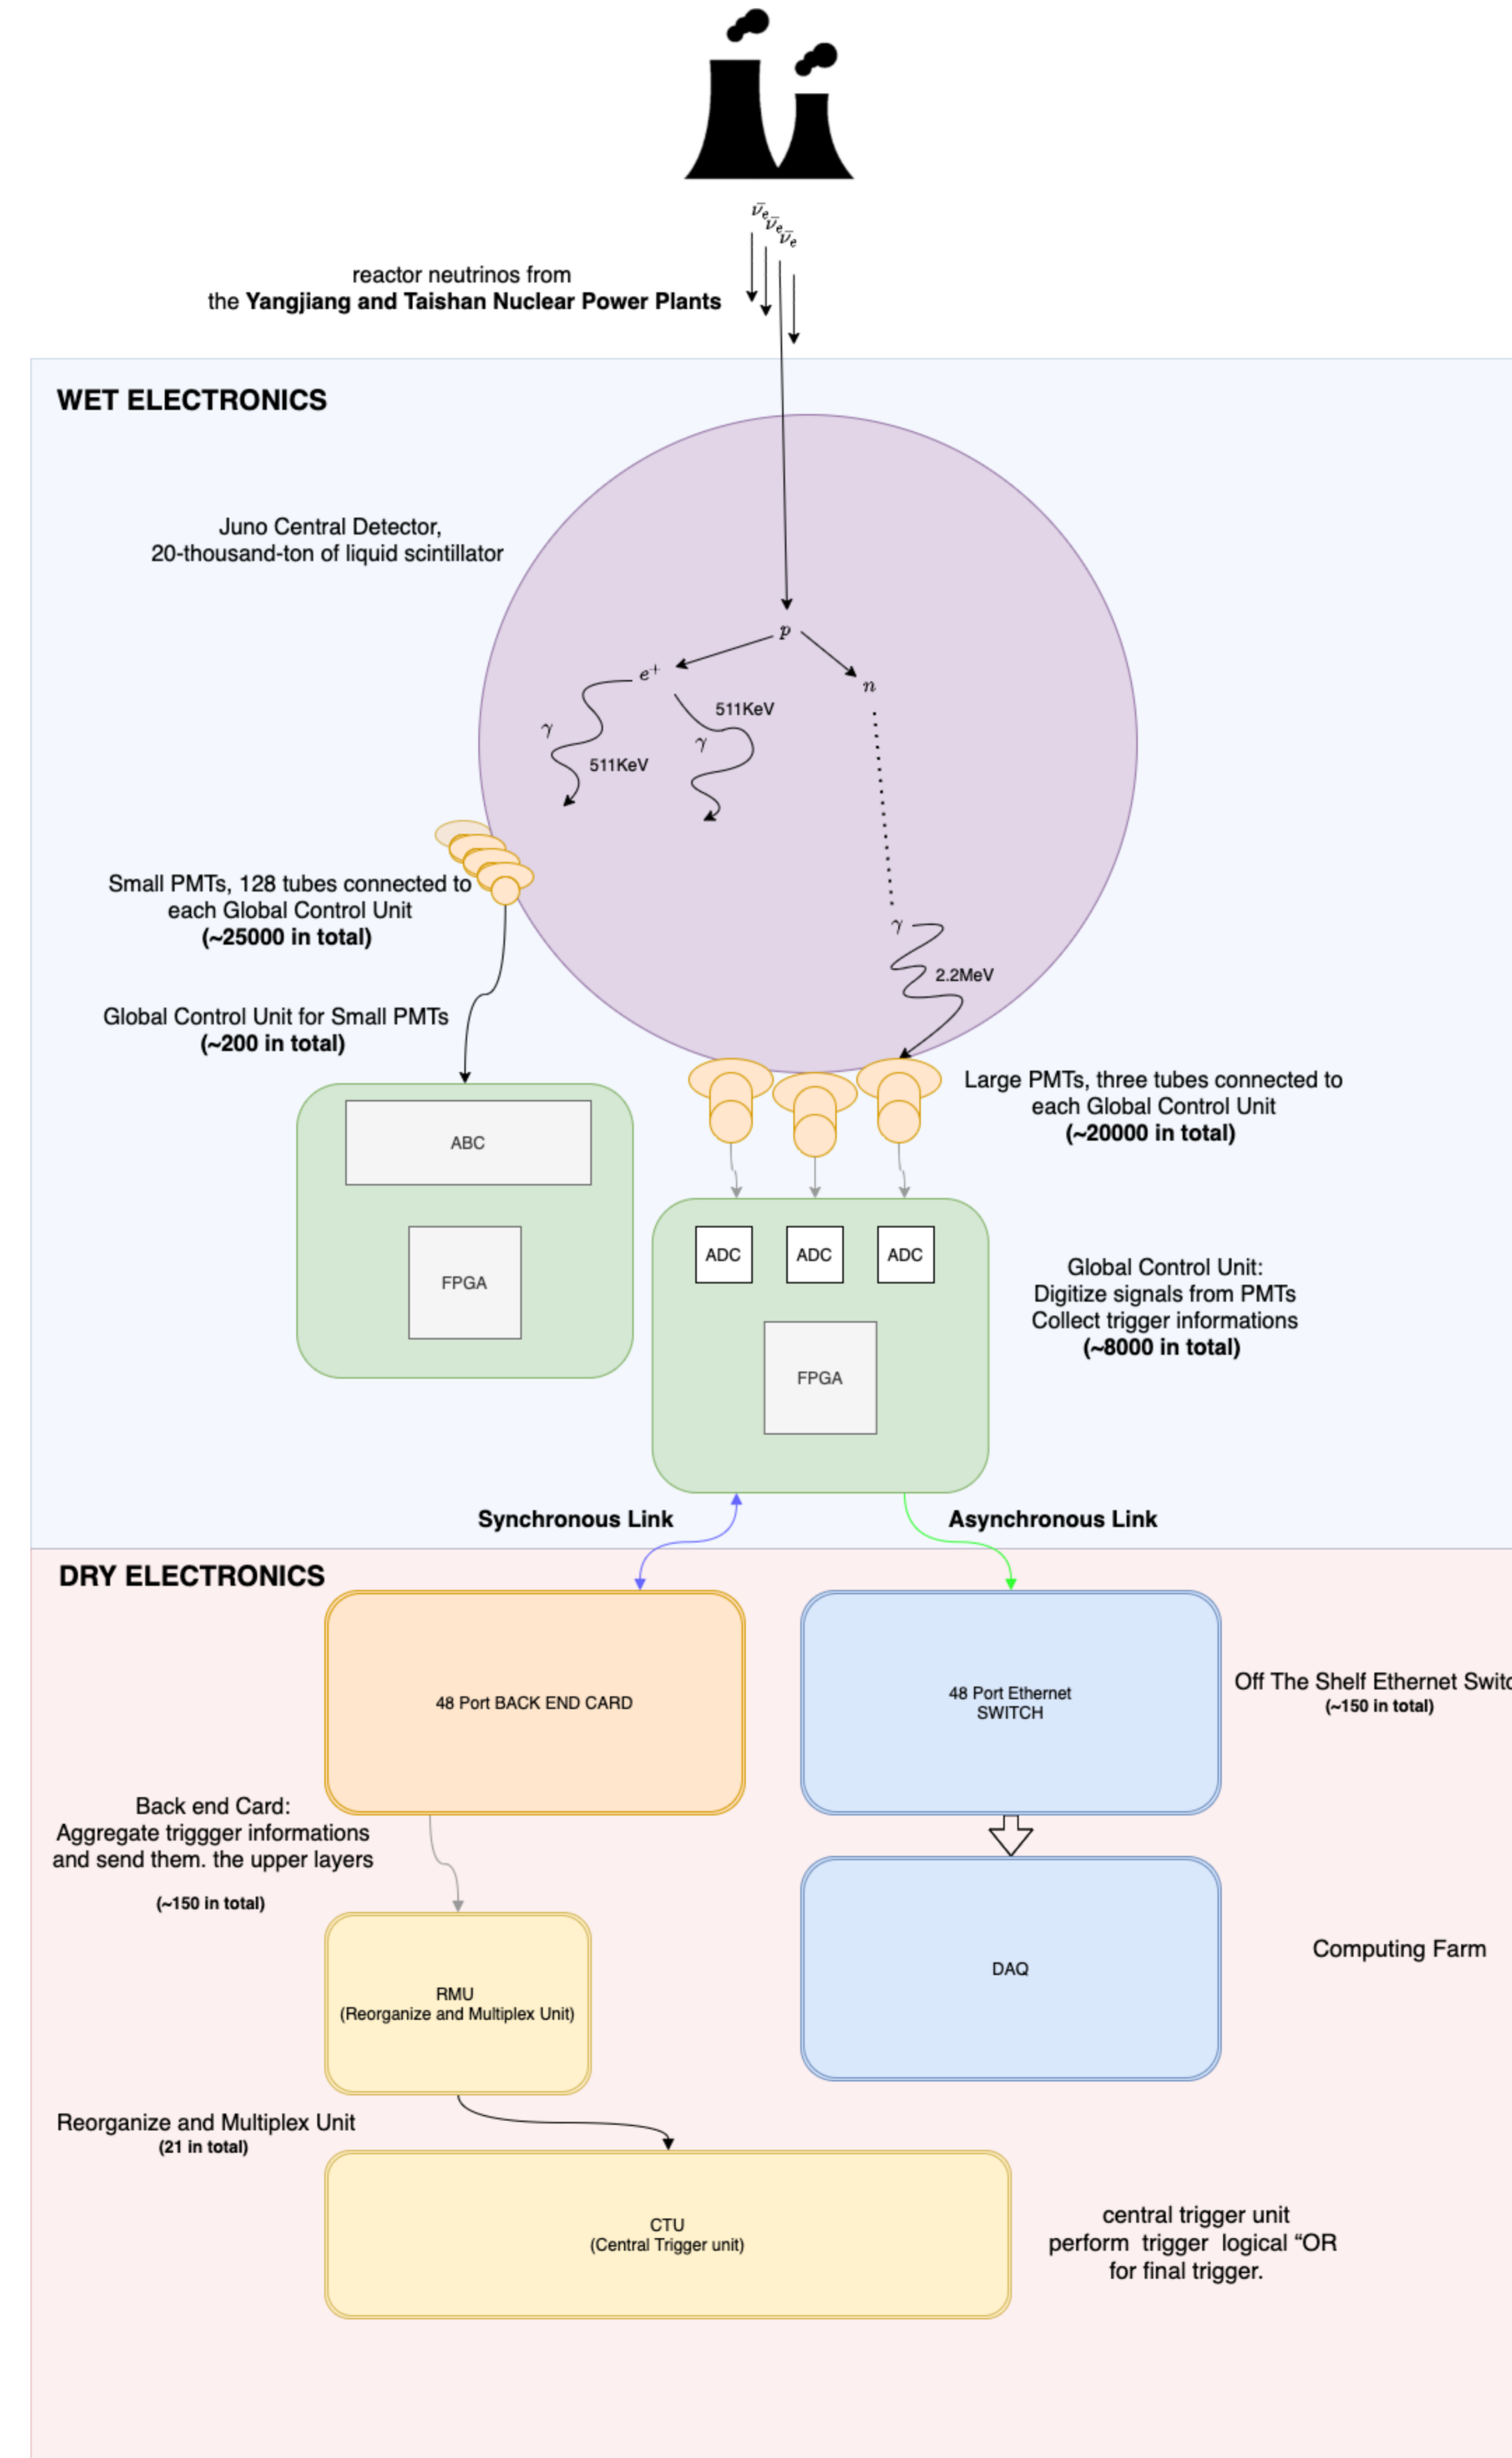 ν̄e
ν̄e
ν̄e
reactor neutrinos from
the Yangjiang and Taishan Nuclear Power Plants
WET ELECTRONICS
Juno Central Detector,
20-thousand-ton of liquid scintillator
p
e+
n
511KeV
γ
γ
511KeV
Small PMTs, 128 tubes connected to
each Global Control Unit
(~25000 in total)
γ
2.2MeV
Global Control Unit for Small PMTs
(~200 in total)
Large PMTs, three tubes connected to
each Global Control Unit
(~20000 in total)
ABC
FPGA
ADC
ADC
ADC
FPGA
Global Control Unit:
Digitize signals from PMTs
Collect trigger informations
(~8000 in total)
Synchronous Link
Asynchronous Link
DRY ELECTRONICS
48 Port BACK END CARD
48 Port Ethernet
SWITCH
Off The Shelf Ethernet Switc
(~150 in total)
Back end Card:
Aggregate triggger informations
and send them. the upper layers
(~150 in total)
RMU
(Reorganize and Multiplex Unit)
DAQ
Computing Farm
Reorganize and Multiplex Unit
(21 in total)
CTU
(Central Trigger unit)
central trigger unit
perform trigger logical “OR
for final trigger.